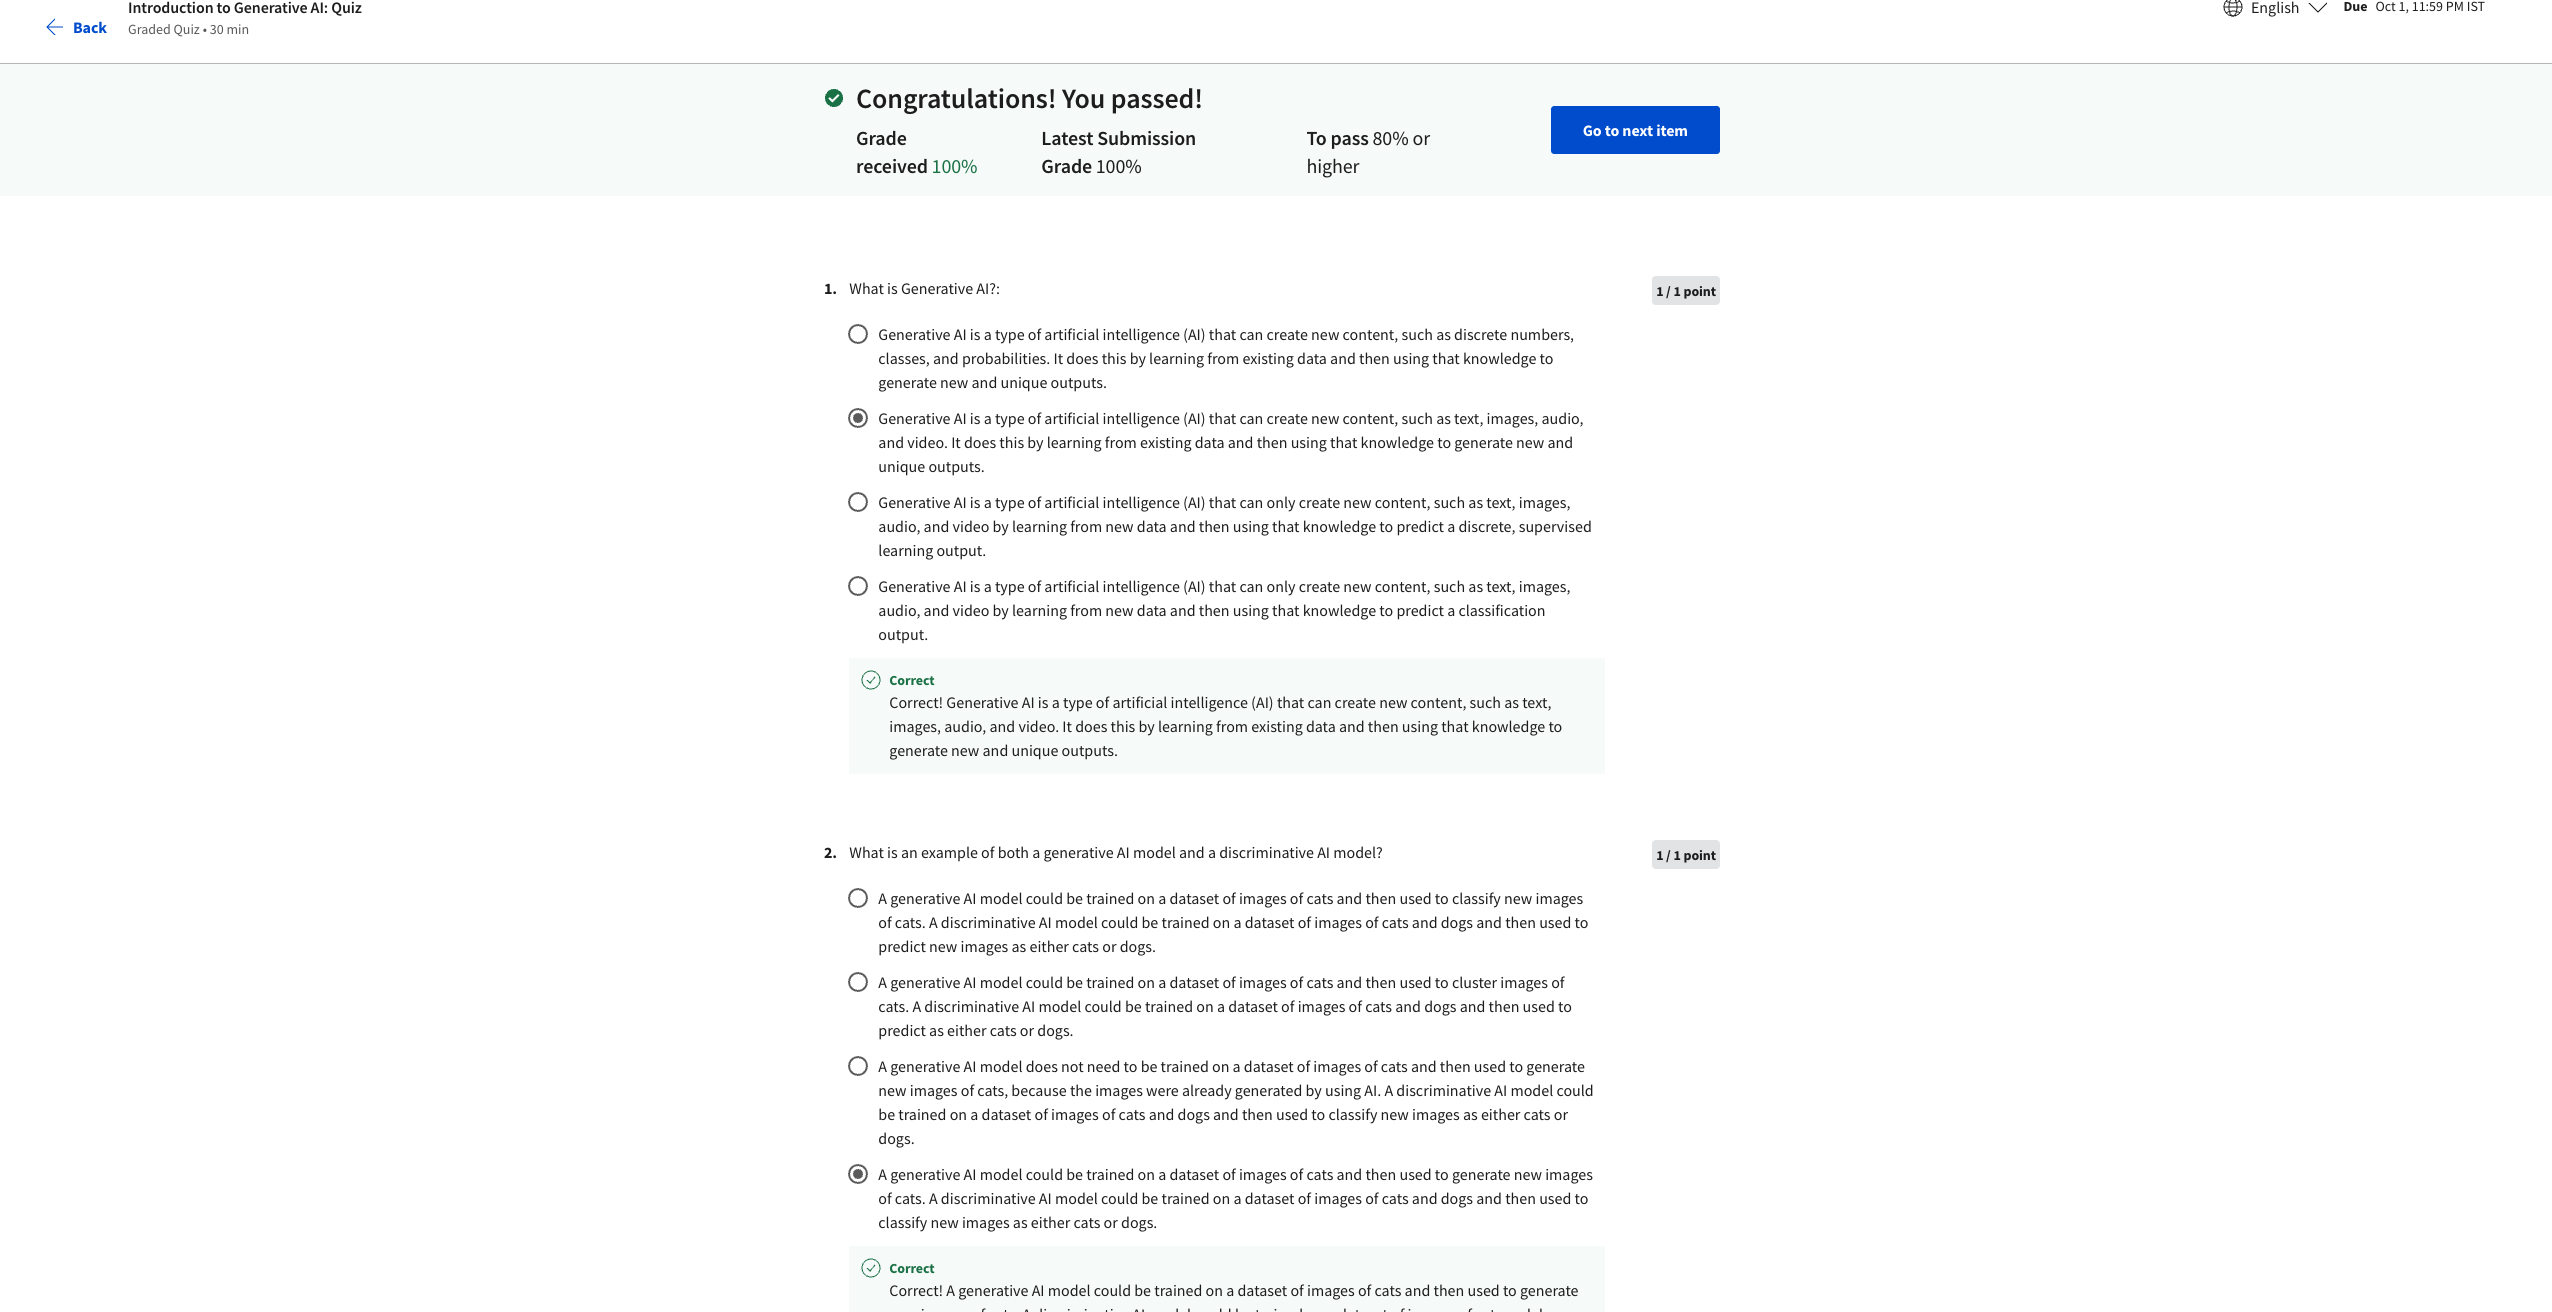 Introduction to Generative AI: Quiz
Back
Graded Quiz • 30 min
English
Due Oct 1, 11:59 PM IST
Congratulations! You passed!
Grade
received 100%
Latest Submission
Grade 100%
To pass 80% or
higher
Go to next item
1. What is Generative AI?:
1 / 1 point
Generative AI is a type of artificial intelligence (AI) that can create new content, such as discrete numbers,
classes, and probabilities. It does this by learning from existing data and then using that knowledge to
generate new and unique outputs.
Generative AI is a type of artificial intelligence (AI) that can create new content, such as text, images, audio,
and video. It does this by learning from existing data and then using that knowledge to generate new and
unique outputs.
Generative AI is a type of artificial intelligence (AI) that can only create new content, such as text, images,
audio, and video by learning from new data and then using that knowledge to predict a discrete, supervised
learning output.
Generative AI is a type of artificial intelligence (AI) that can only create new content, such as text, images,
audio, and video by learning from new data and then using that knowledge to predict a classification
output.
Correct
Correct! Generative AI is a type of artificial intelligence (AI) that can create new content, such as text,
images, audio, and video. It does this by learning from existing data and then using that knowledge to
generate new and unique outputs.
2. What is an example of both a generative AI model and a discriminative AI model?
1 / 1 point
A generative AI model could be trained on a dataset of images of cats and then used to classify new images
of cats. A discriminative AI model could be trained on a dataset of images of cats and dogs and then used to
predict new images as either cats or dogs.
A generative AI model could be trained on a dataset of images of cats and then used to cluster images of
cats. A discriminative AI model could be trained on a dataset of images of cats and dogs and then used to
predict as either cats or dogs.
A generative AI model does not need to be trained on a dataset of images of cats and then used to generate
new images of cats, because the images were already generated by using AI. A discriminative AI model could
be trained on a dataset of images of cats and dogs and then used to classify new images as either cats or
dogs.
A generative AI model could be trained on a dataset of images of cats and then used to generate new images
of cats. A discriminative AI model could be trained on a dataset of images of cats and dogs and then used to
classify new images as either cats or dogs.
Correct
Correct! A generative AI model could be trained on a dataset of images of cats and then used to generate